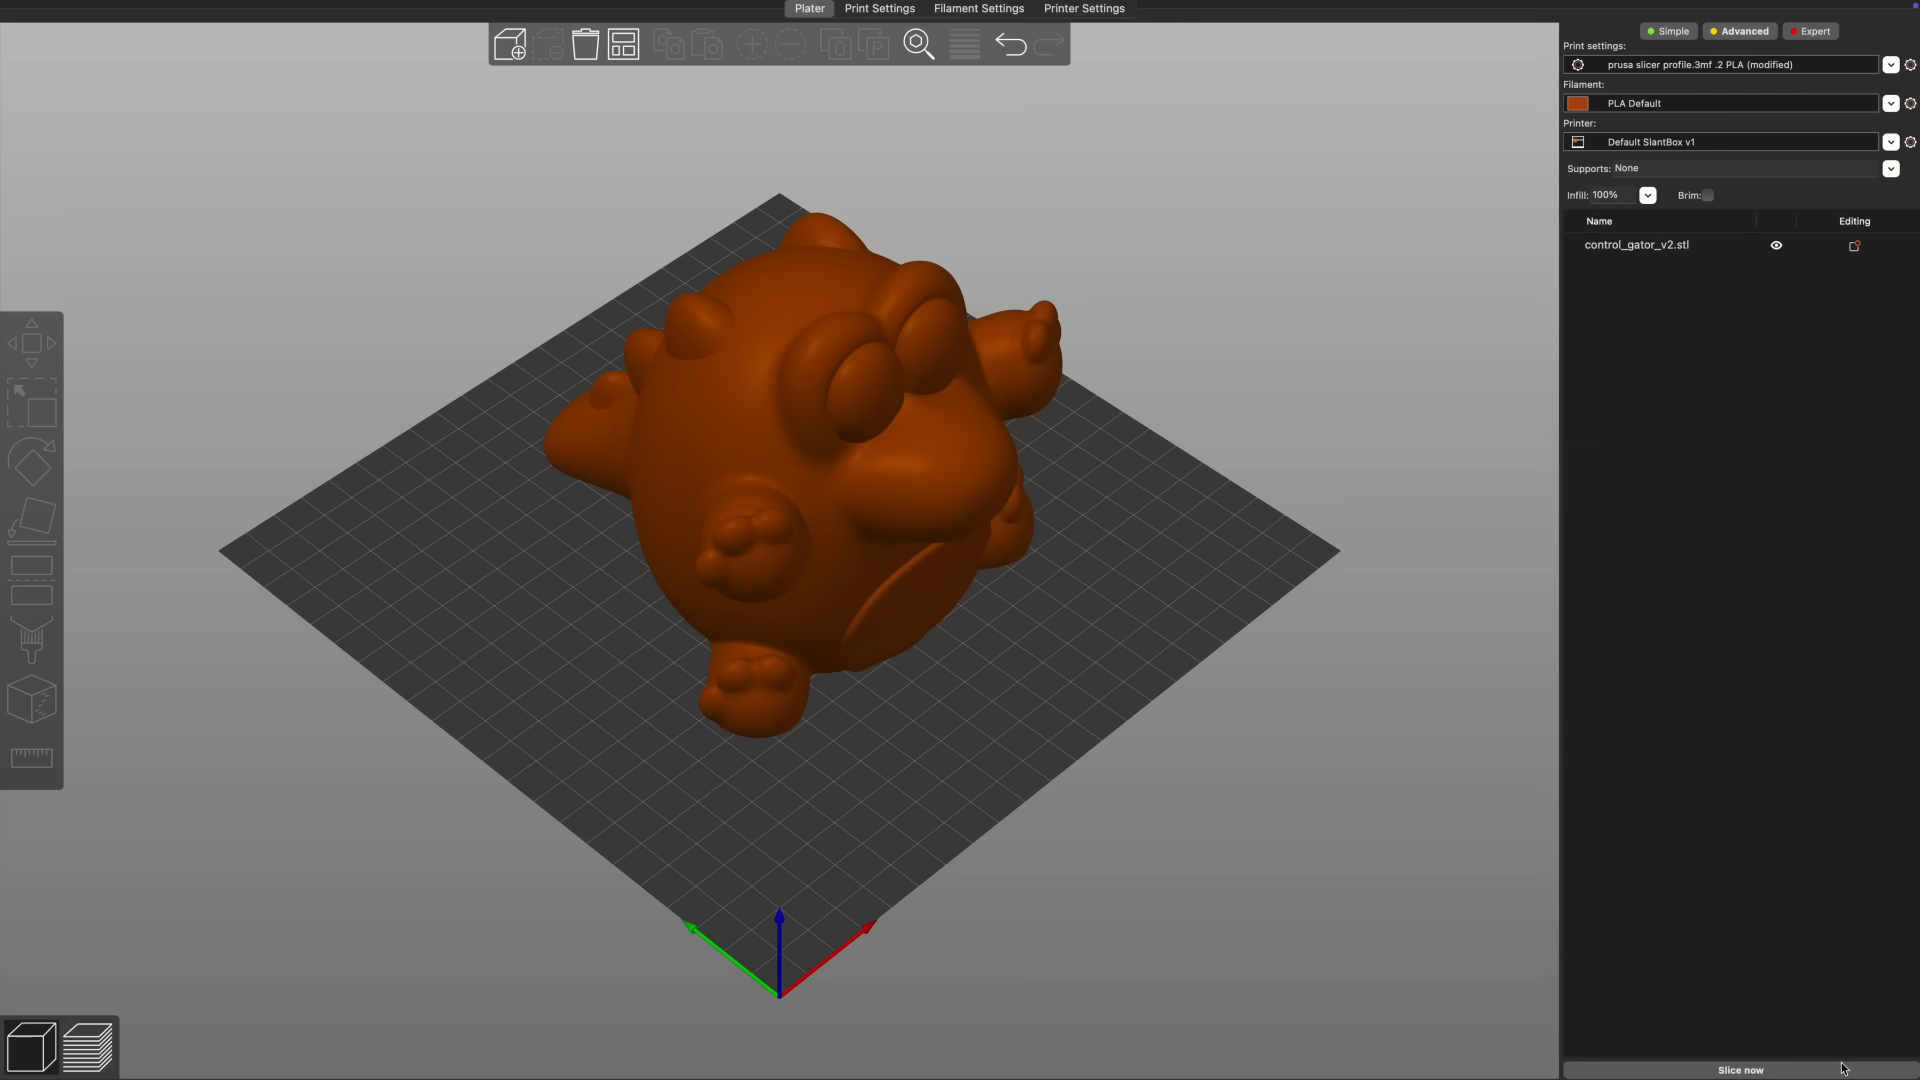 Plater Print Settings Filament Settings Printer Settings
Simple Advanced Expert
Print settings:
prusa slicer profile.3mf .2 PLA (modified)
Filament:
PLA Default
Printer:
Default SlantBox v1
Supports: None
Infill: 100% Brim:
Name Editing
control_gator_v2.stl
Slice now